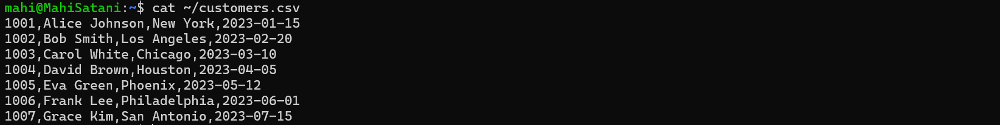 mahi@MahiSatani:~$ cat ~/customers.csv
1001,Alice Johnson,New York,2023-01-15
1002,Bob Smith,Los Angeles,2023-02-20
1003,Carol White,Chicago,2023-03-10
1004,David Brown,Houston,2023-04-05
1005,Eva Green,Phoenix,2023-05-12
1006,Frank Lee,Philadelphia,2023-06-01
1007,Grace Kim,San Antonio,2023-07-15